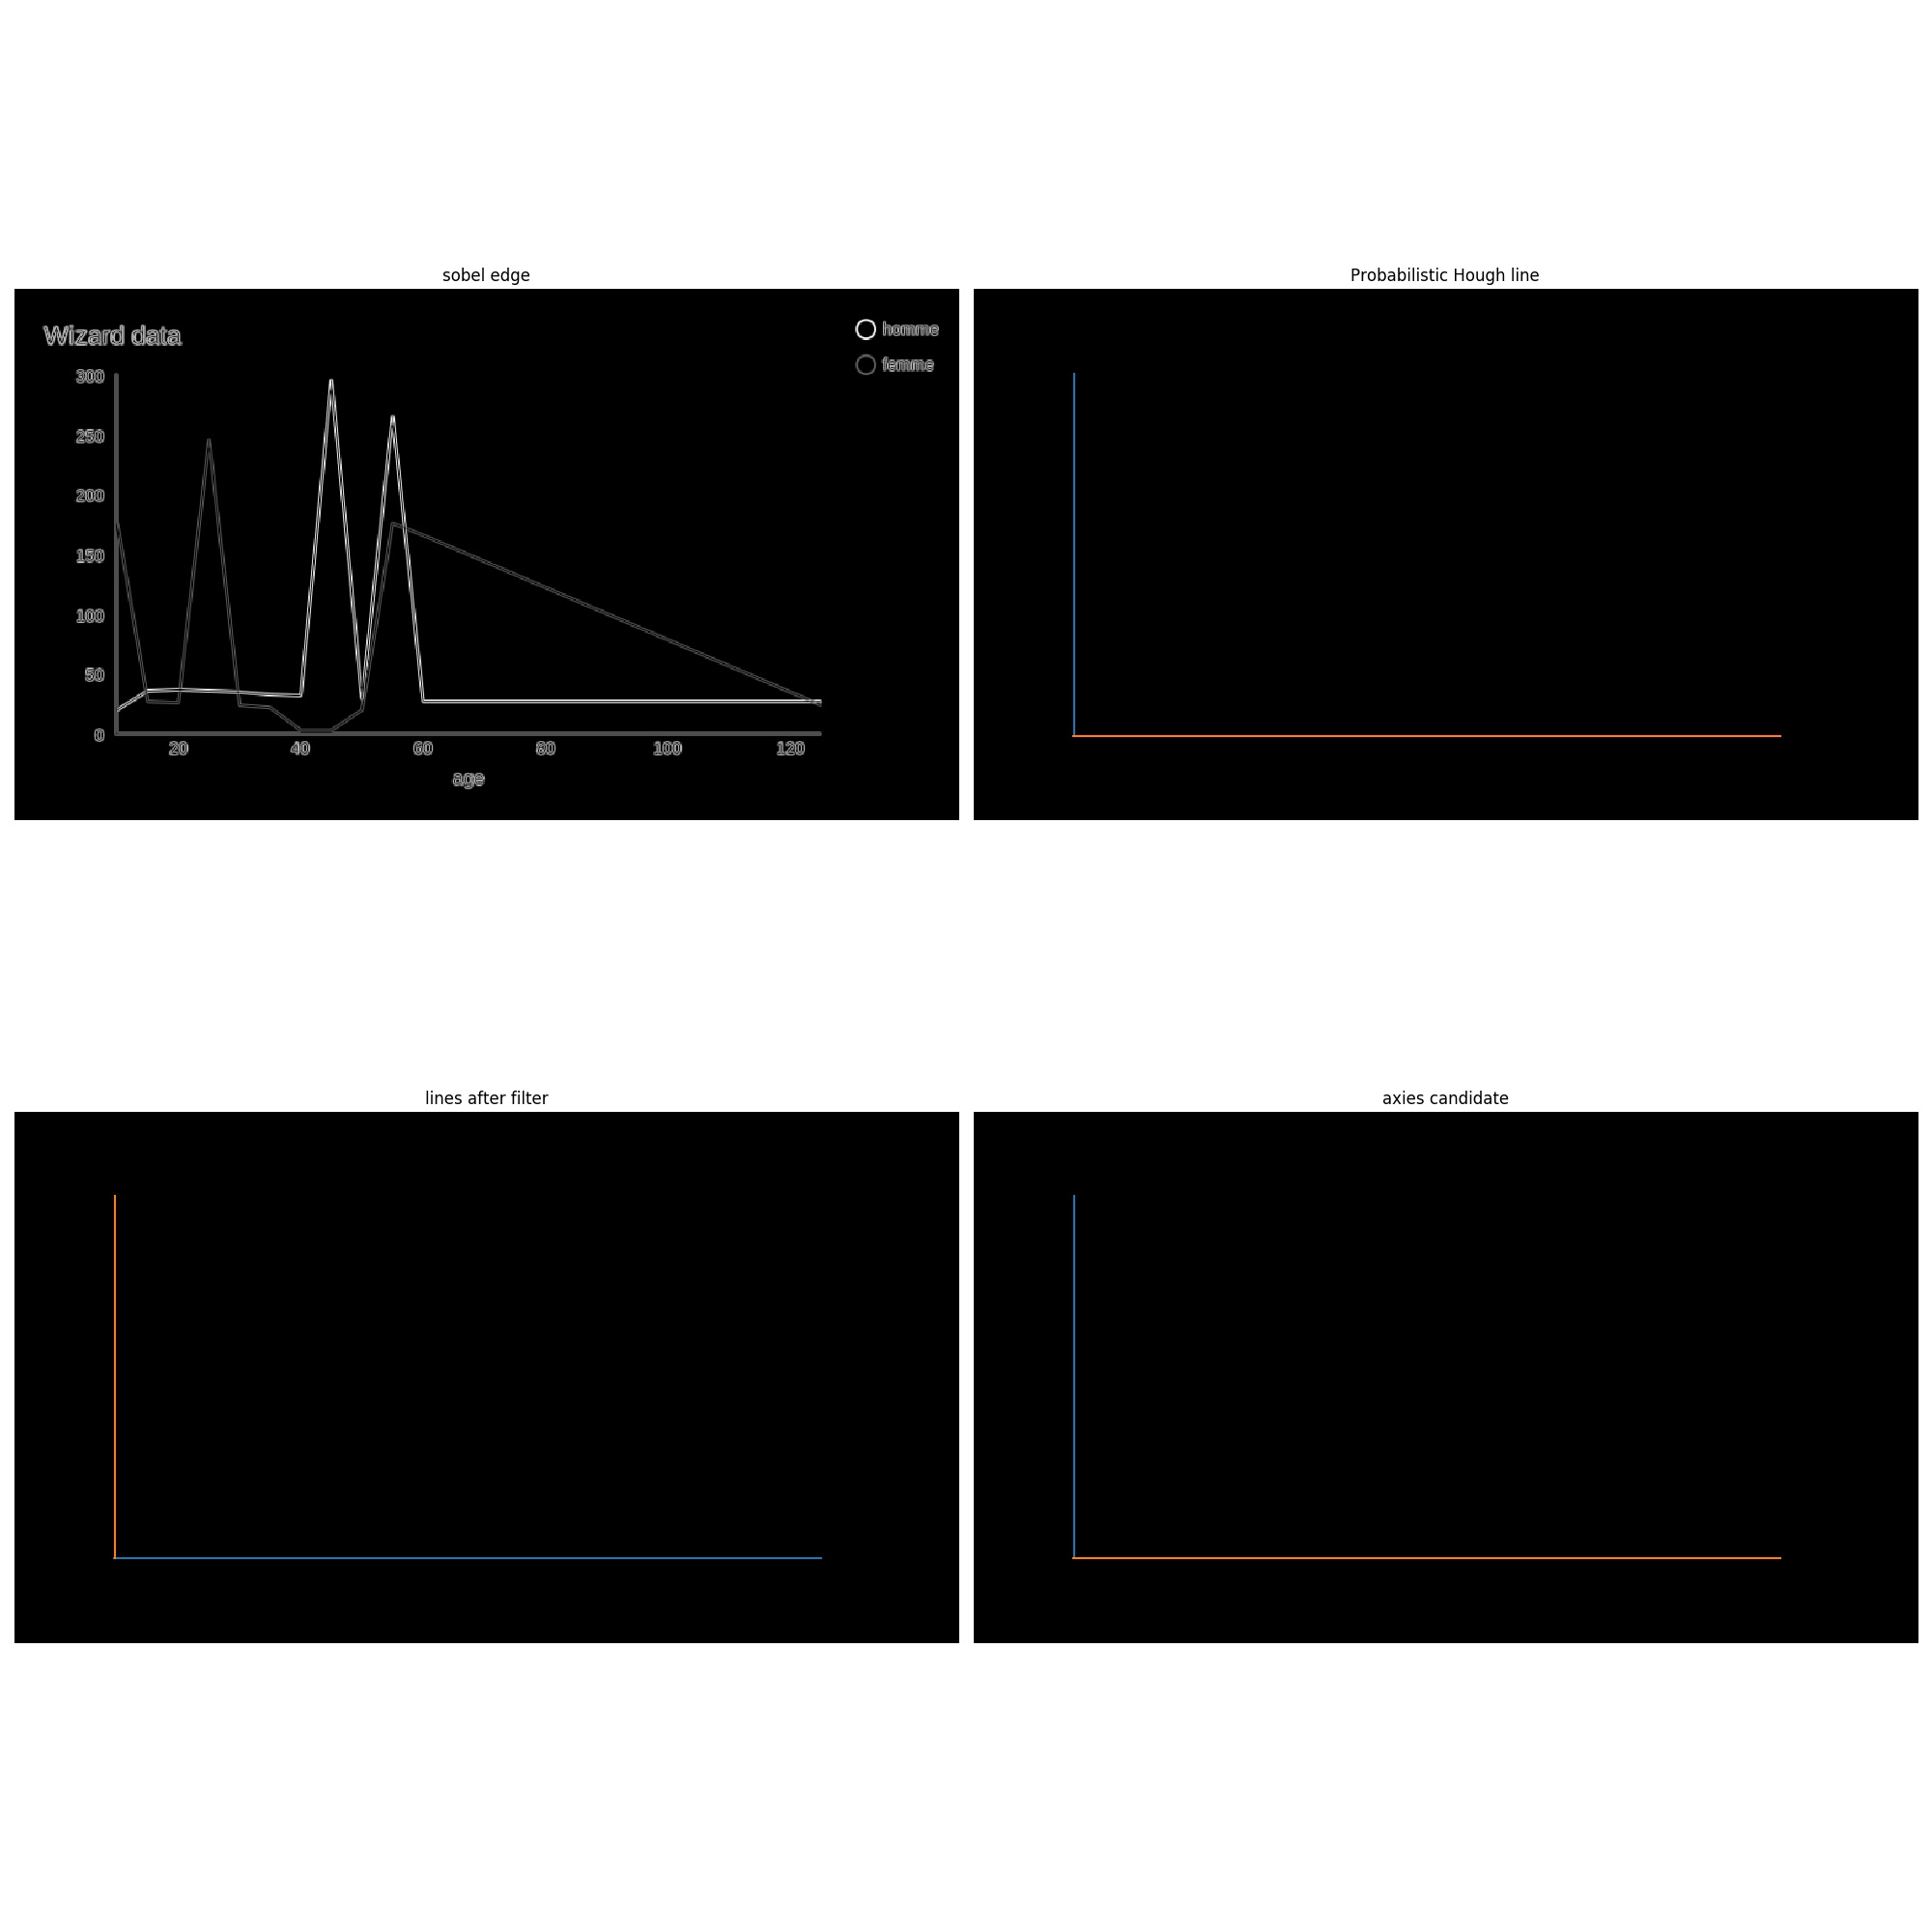 sobel edge
Wizard data
homme
femme
300
250
200
150
100
50
0
20 40 60 80 100 120
age
Probabilistic Hough line
lines after filter
axies candidate